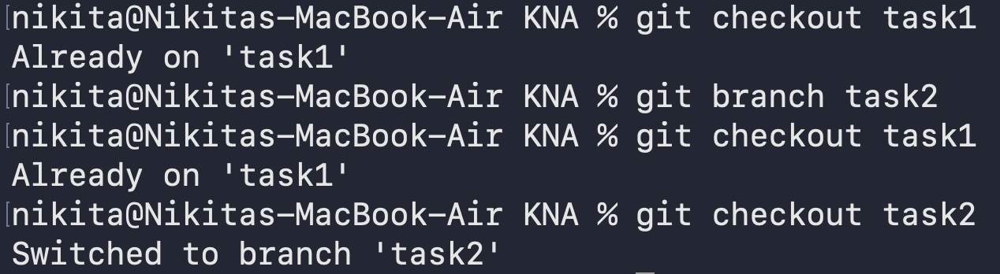 [nikita@Nikitas-MacBook-Air KNA % git checkout task1
Already on 'task1'
[nikita@Nikitas-MacBook-Air KNA % git branch task2
[nikita@Nikitas-MacBook-Air KNA % git checkout task1
Already on 'task1'
[nikita@Nikitas-MacBook-Air KNA % git checkout task2
Switched to branch 'task2'